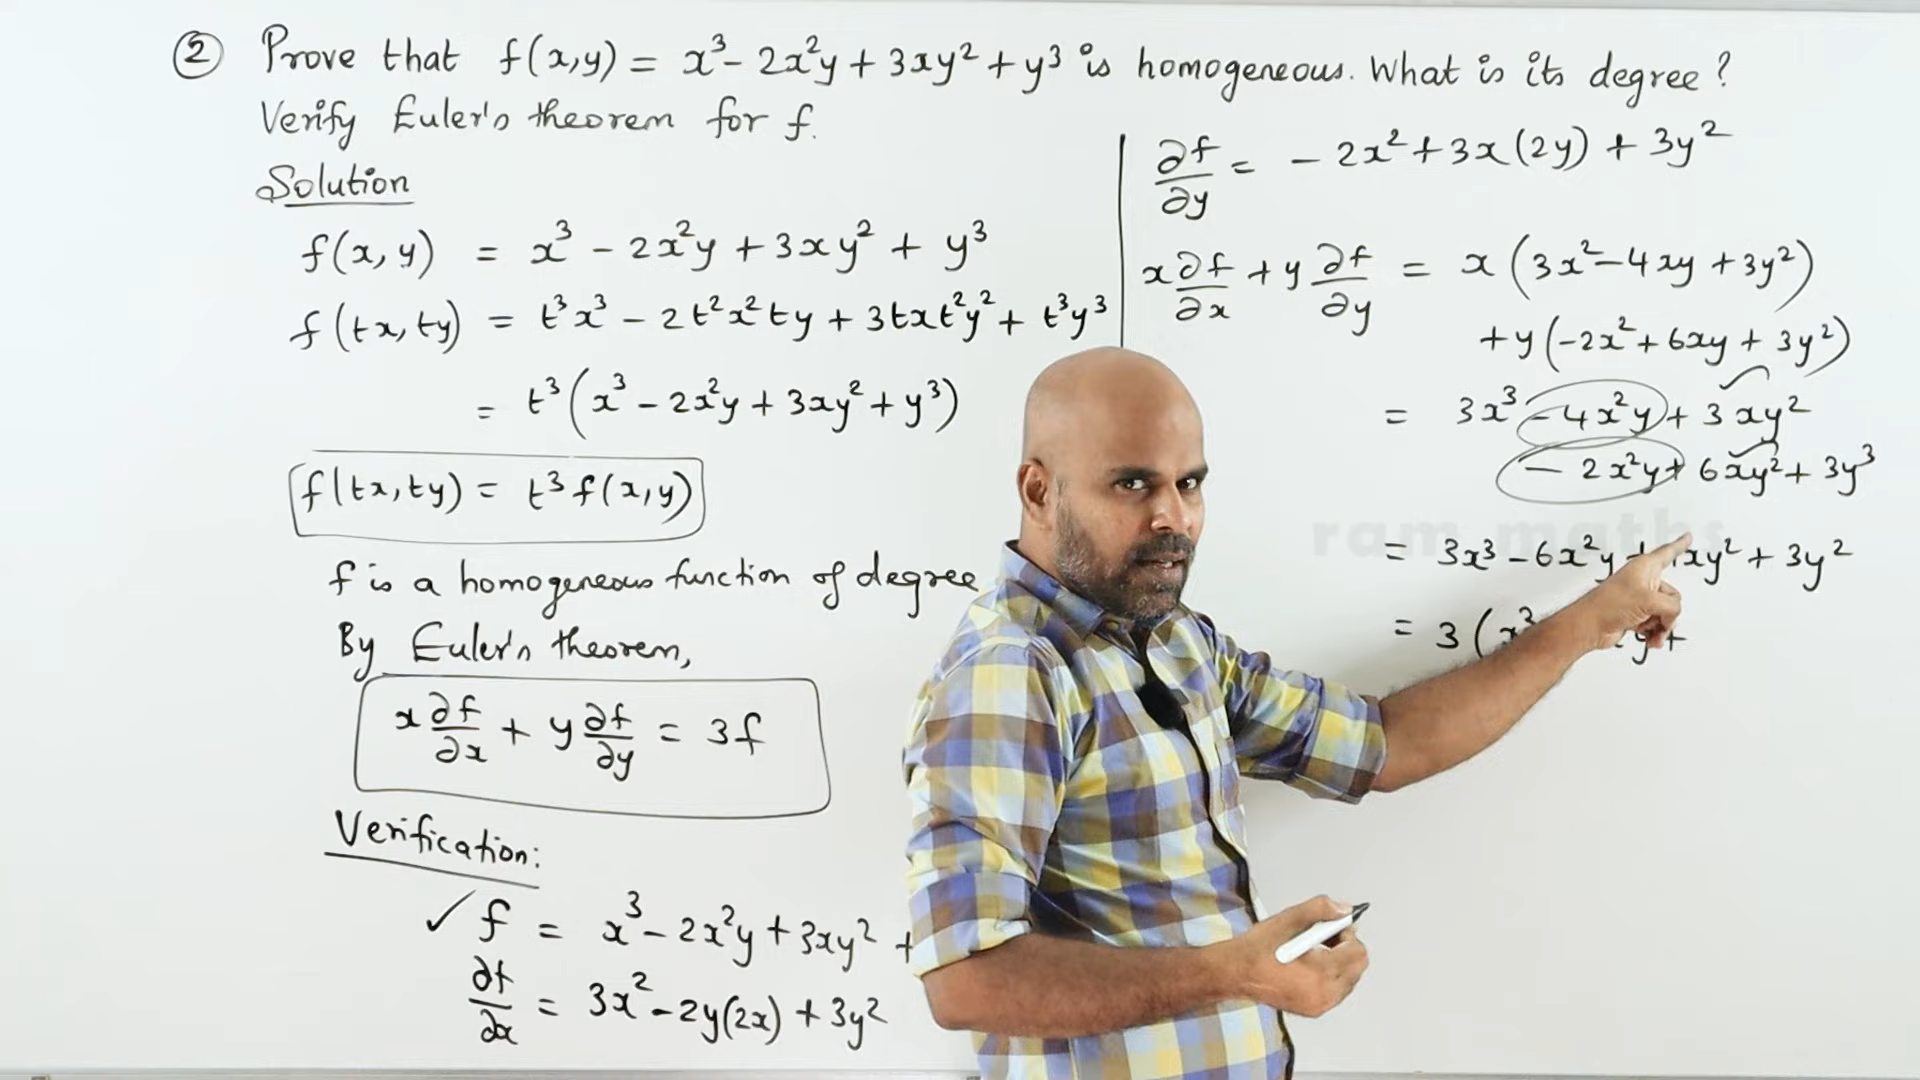 ② Prove that f(x,y) = x³ - 2x²y + 3xy² + y³ is homogeneous. What is its degree?
Verify Euler's theorem for f.
Solution
f(x,y) = x³ - 2x²y + 3xy² + y³
f(tx,ty) = t³x³ - 2t²x²ty + 3txt²y² + t³y³
= t³(x³ - 2x²y + 3xy² + y³)
f(tx,ty) = t³f(x,y)
f is a homogeneous function of degree
By Euler's theorem,
x ∂f/∂x + y ∂f/∂y = 3f
Verification:
✓ f = x³ - 2x²y + 3xy² +
∂f/∂x = 3x² - 2y(2x) + 3y²
∂f/∂y = - 2x² + 3x(2y) + 3y²
x ∂f/∂x + y ∂f/∂y = x(3x² - 4xy + 3y²)
+ y(-2x² + 6xy + 3y²)
= 3x³ - 4x²y + 3xy²
- 2x²y + 6xy² + 3y³
ram maths
= 3x³ - 6x²y + xy² + 3y²
= 3(x³ y +